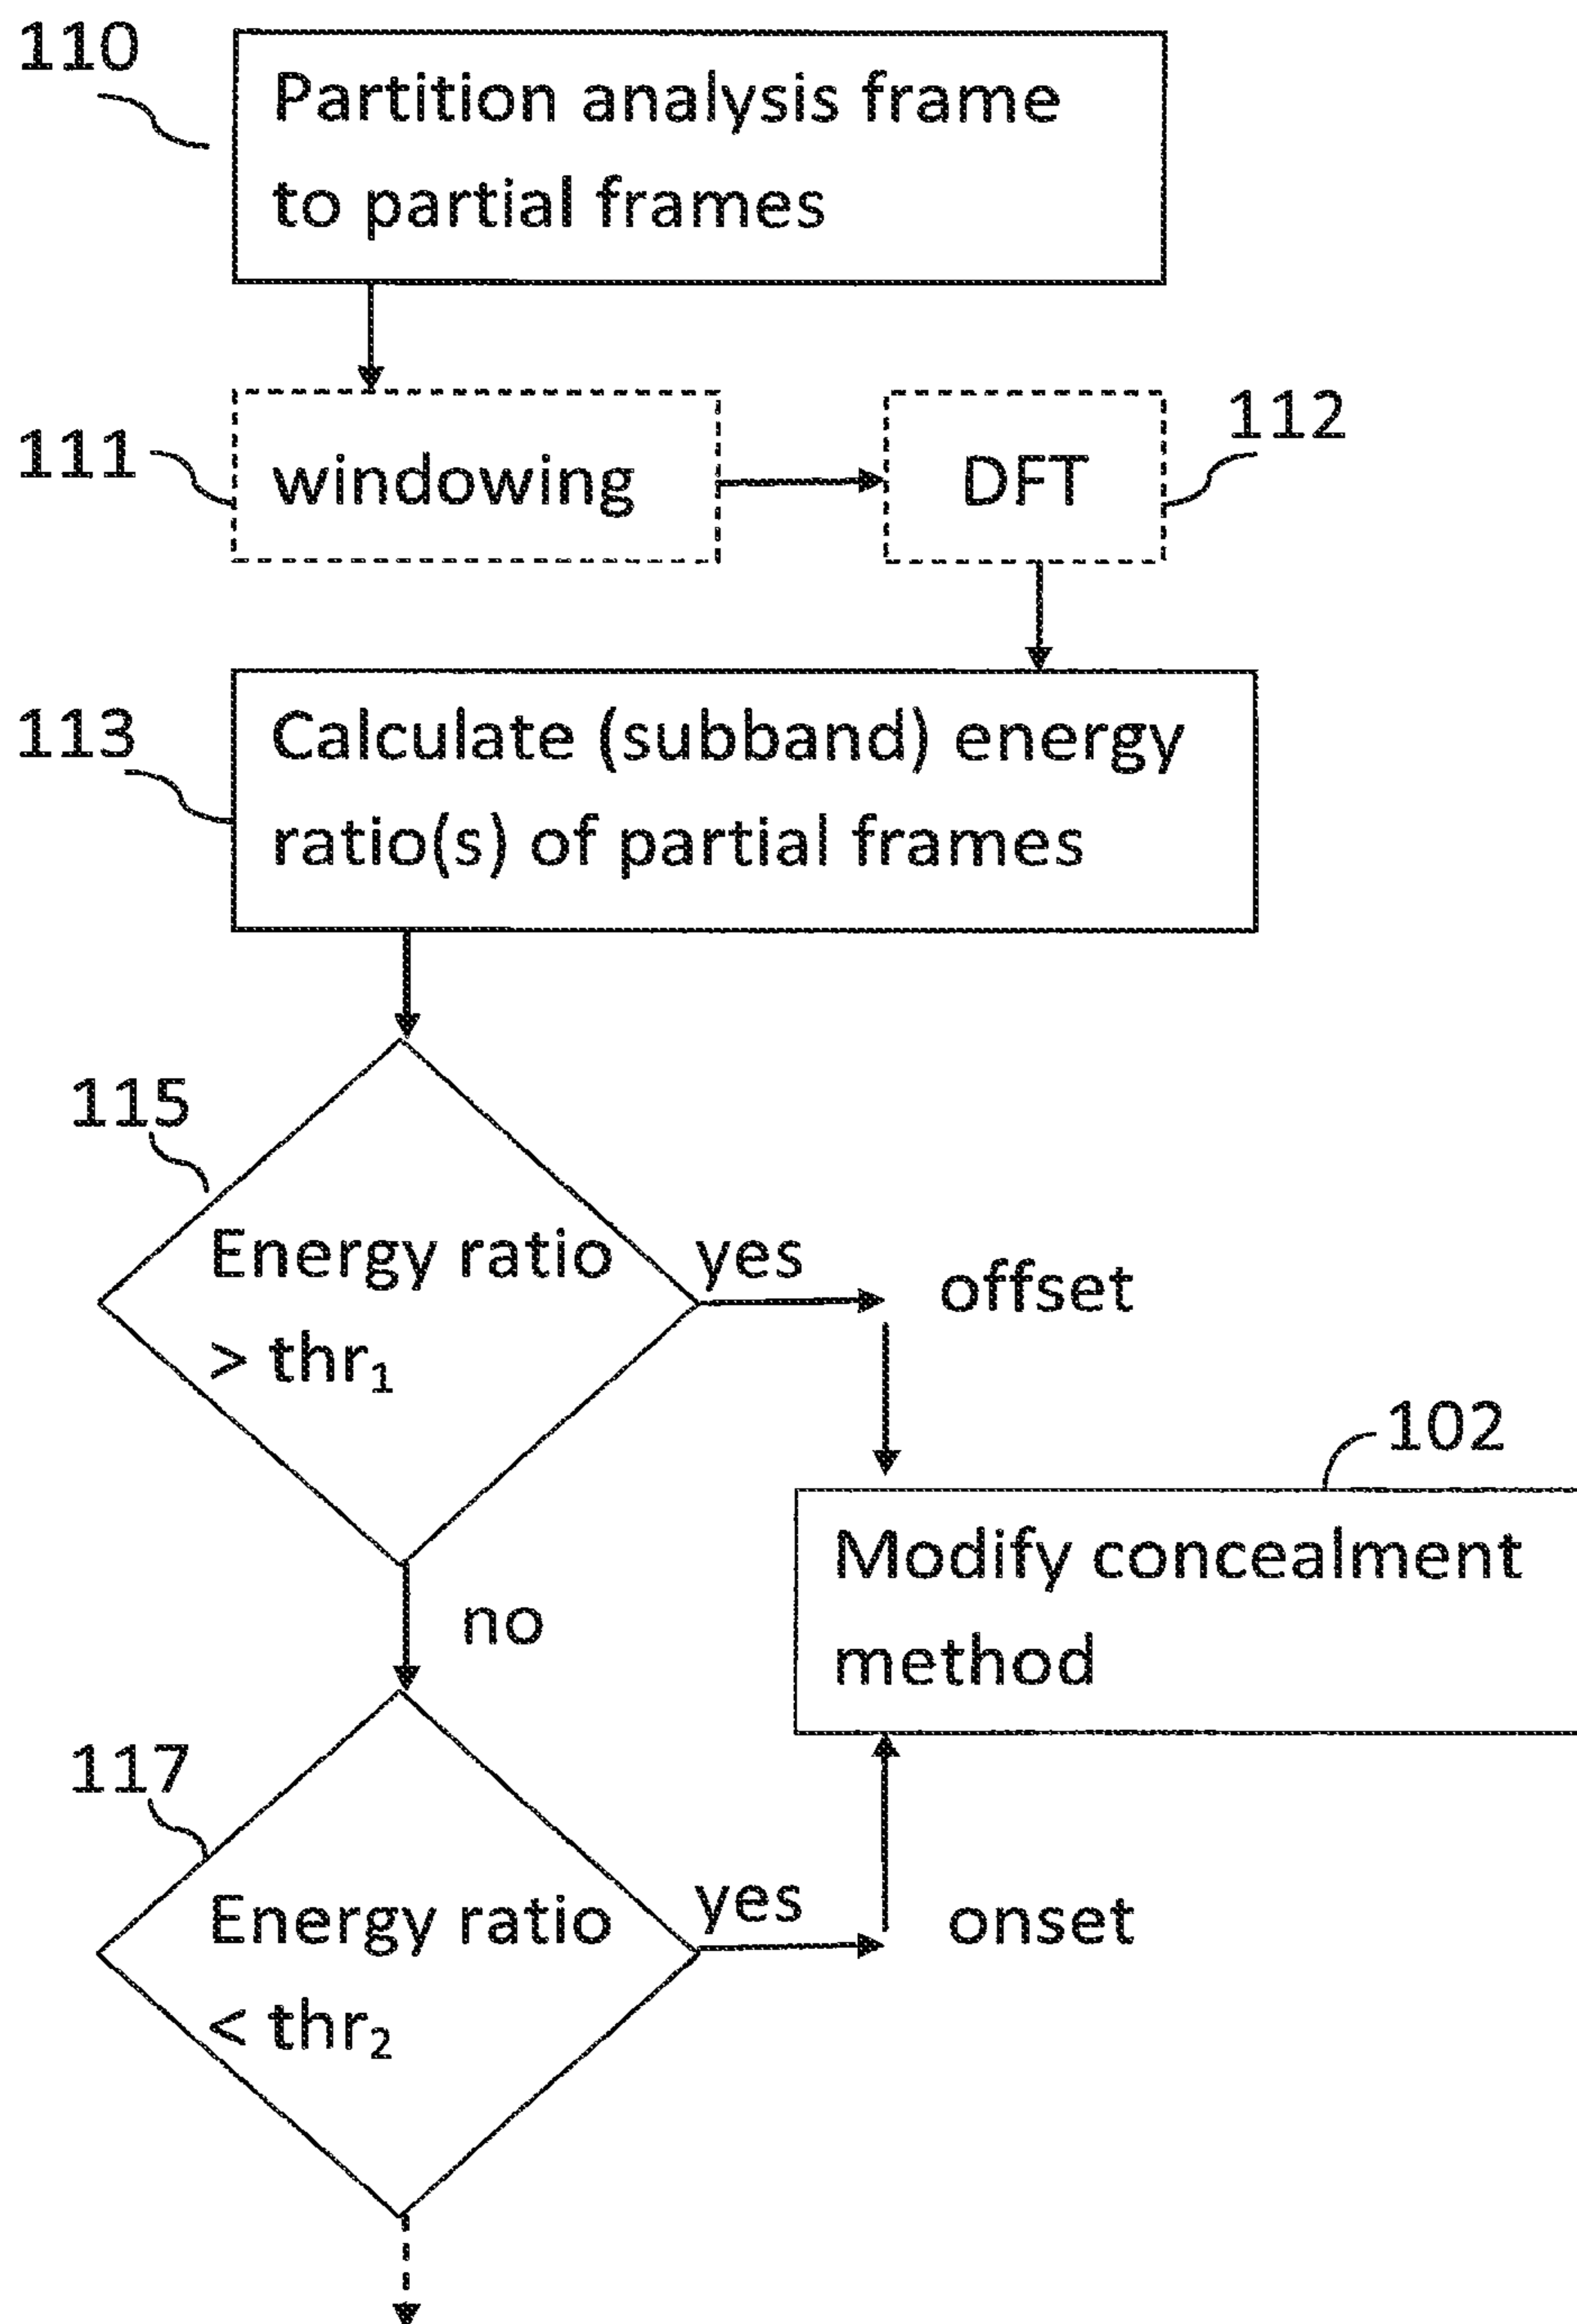 110
Partition analysis frame
to partial frames
111
windowing
DFT
112
113
Calculate (subband) energy
ratio(s) of partial frames
115
Energy ratio
> thr₁
yes
offset
102
Modify concealment
method
no
117
Energy ratio
< thr₂
yes
onset